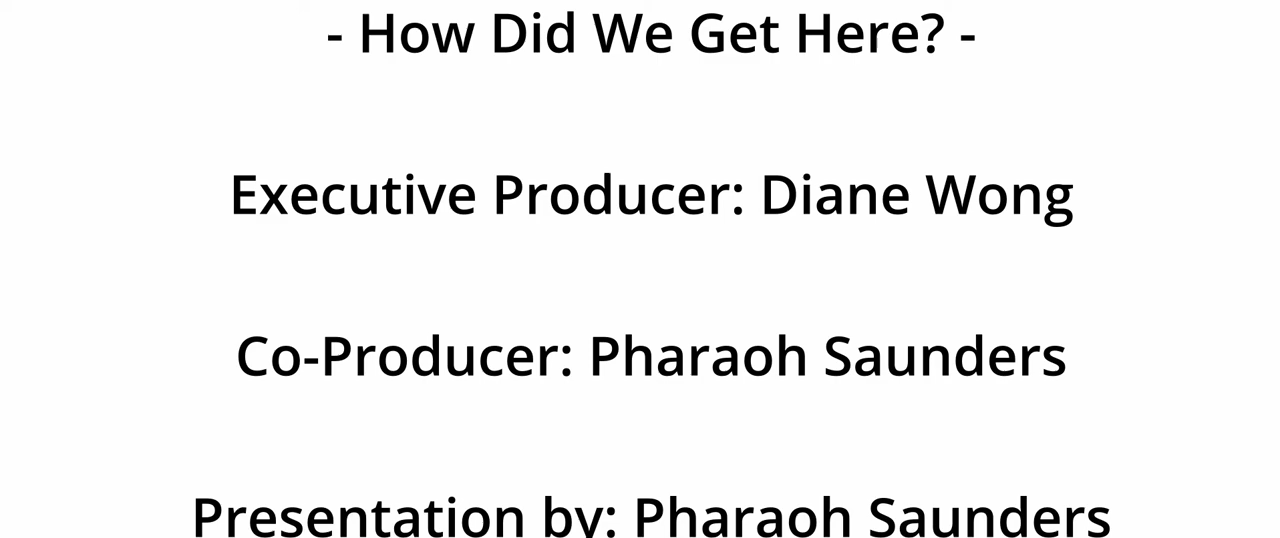 - How Did We Get Here? -
Executive Producer: Diane Wong
Co-Producer: Pharaoh Saunders
Presentation by: Pharaoh Saunders